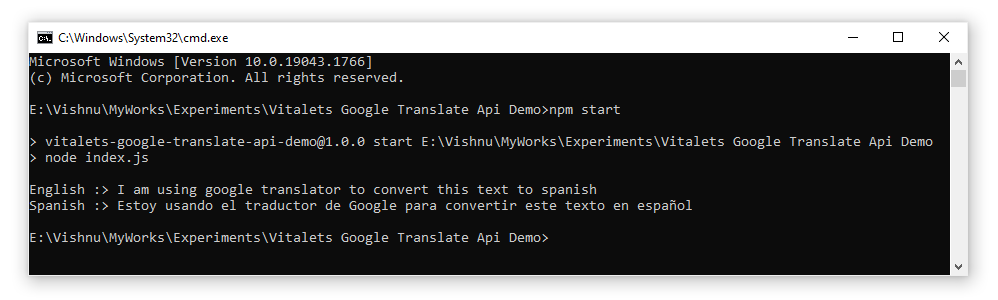 C:\Windows\System32\cmd.exe
Microsoft Windows [Version 10.0.19043.1766]
(c) Microsoft Corporation. All rights reserved.
E:\Vishnu\MyWorks\Experiments\Vitalets Google Translate Api Demo>npm start
> vitalets-google-translate-api-demo@1.0.0 start E:\Vishnu\MyWorks\Experiments\Vitalets Google Translate Api Demo
> node index.js
English :> I am using google translator to convert this text to spanish
Spanish :> Estoy usando el traductor de Google para convertir este texto en español
E:\Vishnu\MyWorks\Experiments\Vitalets Google Translate Api Demo>